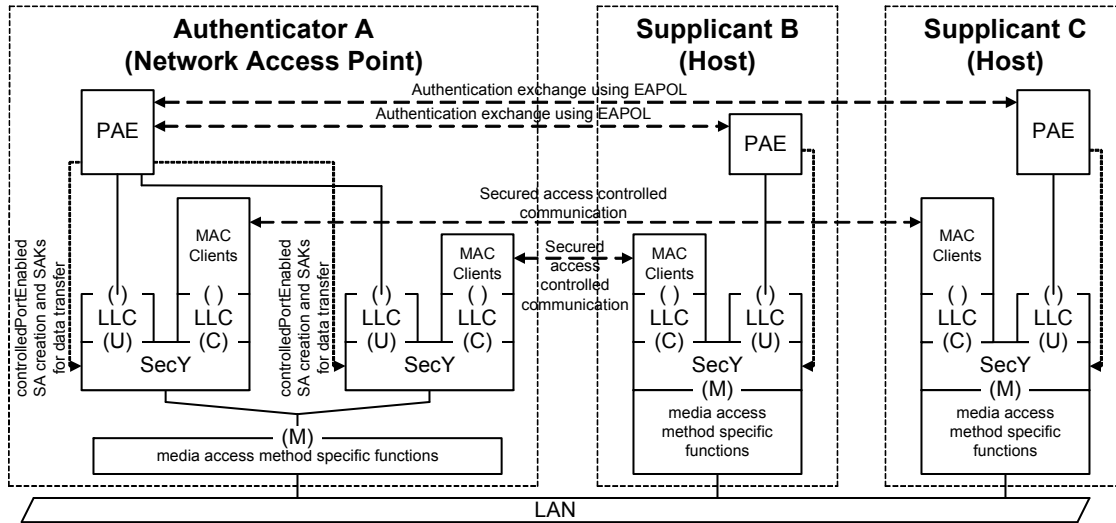 Authenticator A
(Network Access Point)
Supplicant B
(Host)
Supplicant C
(Host)
Authentication exchange using EAPOL
Authentication exchange using EAPOL
PAE
PAE
PAE
Secured access controlled
communication
Secured
access
controlled
communication
controlledPortEnabled
SA creation and SAKs
for data transfer
controlledPortEnabled
SA creation and SAKs
for data transfer
MAC
Clients
MAC
Clients
MAC
Clients
MAC
Clients
( )
LLC
(U)
( )
LLC
(C)
SecY
( )
LLC
(U)
( )
LLC
(C)
SecY
( )
LLC
(C)
( )
LLC
(U)
SecY
( )
LLC
(C)
( )
LLC
(U)
SecY
(M)
media access method specific functions
(M)
media access
method specific
functions
(M)
media access
method specific
functions
LAN